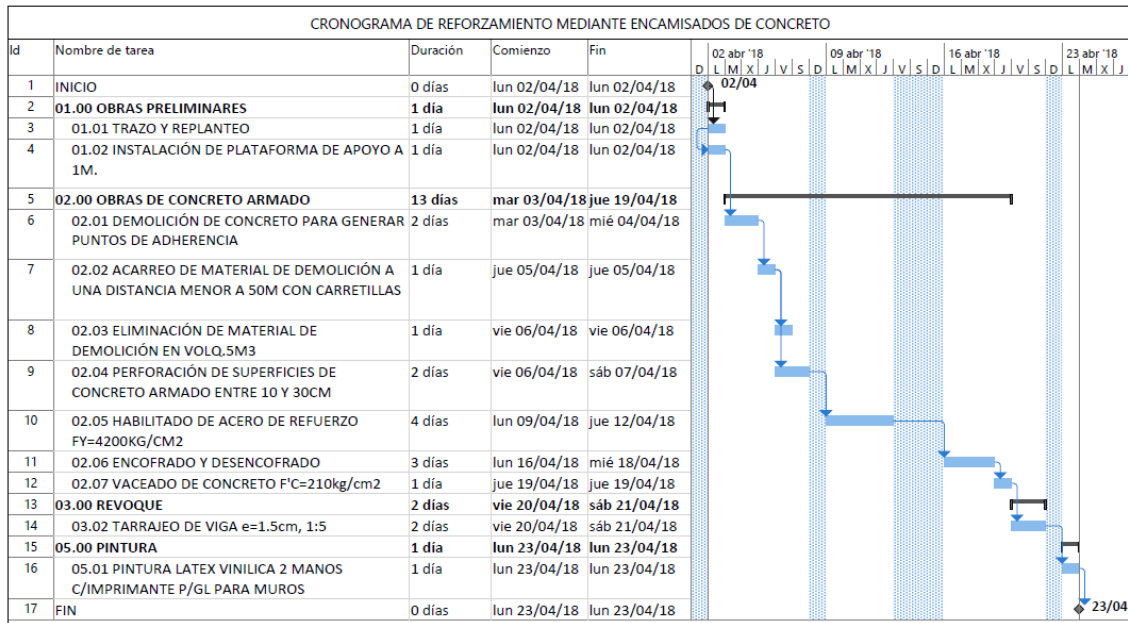 CRONOGRAMA DE REFORZAMIENTO MEDIANTE ENCAMISADOS DE CONCRETO
Id Nombre de tarea Duración Comienzo Fin 02 abr '18 09 abr '18 16 abr '18 23 abr '18
D L M X J V S D L M X J V S D L M X J V S D L M X J
1 INICIO 0 días lun 02/04/18 lun 02/04/18 02/04
2 01.00 OBRAS PRELIMINARES 1 día lun 02/04/18 lun 02/04/18
3 01.01 TRAZO Y REPLANTEO 1 día lun 02/04/18 lun 02/04/18
4 01.02 INSTALACIÓN DE PLATAFORMA DE APOYO A 1 día lun 02/04/18 lun 02/04/18
1M.
5 02.00 OBRAS DE CONCRETO ARMADO 13 días mar 03/04/18 jue 19/04/18
6 02.01 DEMOLICIÓN DE CONCRETO PARA GENERAR 2 días mar 03/04/18 mié 04/04/18
PUNTOS DE ADHERENCIA
7 02.02 ACARREO DE MATERIAL DE DEMOLICIÓN A 1 día jue 05/04/18 jue 05/04/18
UNA DISTANCIA MENOR A 50M CON CARRETILLAS
8 02.03 ELIMINACIÓN DE MATERIAL DE 1 día vie 06/04/18 vie 06/04/18
DEMOLICIÓN EN VOLQ.5M3
9 02.04 PERFORACIÓN DE SUPERFICIES DE 2 días vie 06/04/18 sáb 07/04/18
CONCRETO ARMADO ENTRE 10 Y 30CM
10 02.05 HABILITADO DE ACERO DE REFUERZO 4 días lun 09/04/18 jue 12/04/18
FY=4200KG/CM2
11 02.06 ENCOFRADO Y DESENCOFRADO 3 días lun 16/04/18 mié 18/04/18
12 02.07 VACEADO DE CONCRETO F'C=210kg/cm2 1 día jue 19/04/18 jue 19/04/18
13 03.00 REVOQUE 2 días vie 20/04/18 sáb 21/04/18
14 03.02 TARRAJEO DE VIGA e=1.5cm, 1:5 2 días vie 20/04/18 sáb 21/04/18
15 05.00 PINTURA 1 día lun 23/04/18 lun 23/04/18
16 05.01 PINTURA LATEX VINILICA 2 MANOS 1 día lun 23/04/18 lun 23/04/18
C/IMPRIMANTE P/GL PARA MUROS
17 FIN 0 días lun 23/04/18 lun 23/04/18 23/04